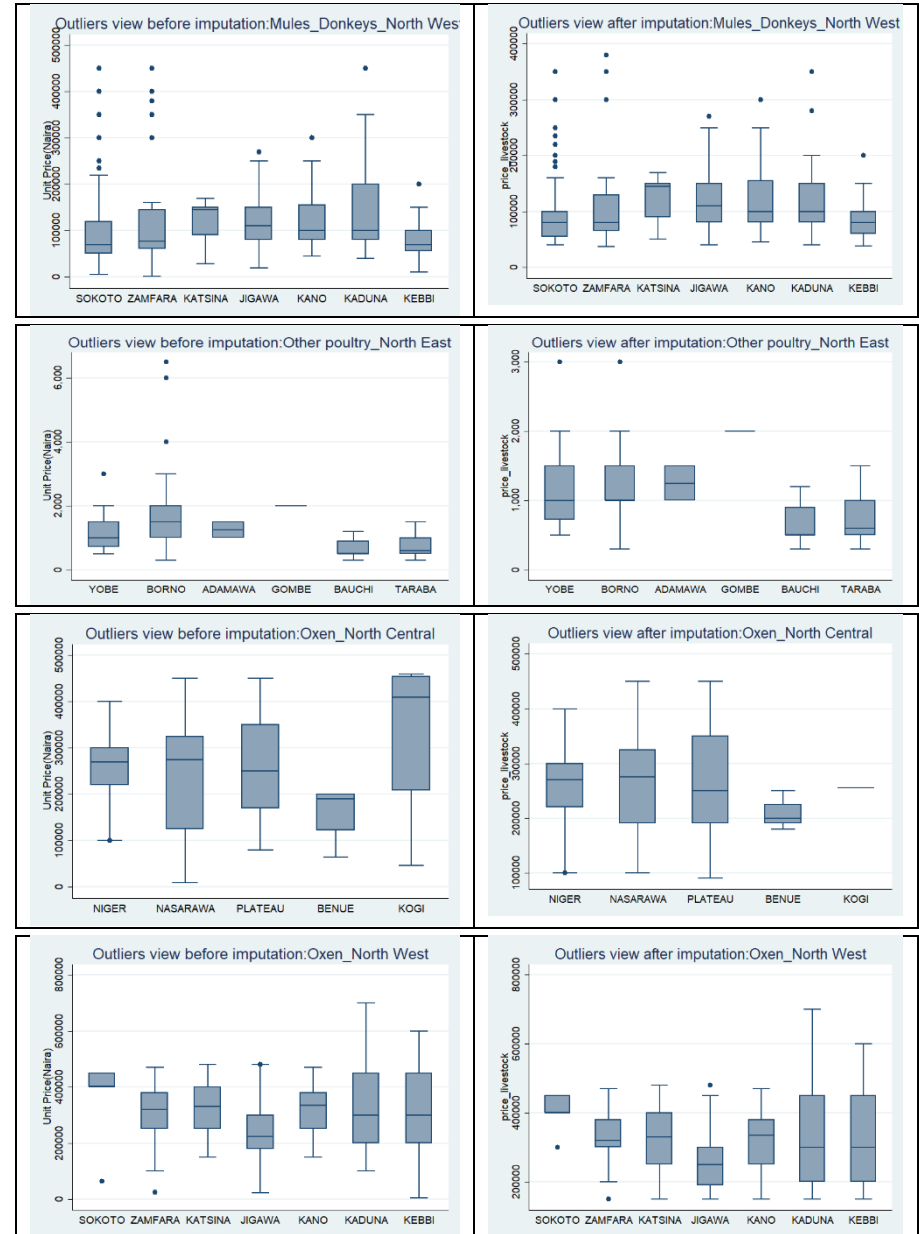 Outliers view before imputation:Mules_Donkeys_North West
Unit Price(Naira)
500000
400000
300000
200000
100000
0
SOKOTO ZAMFARA KATSINA JIGAWA KANO KADUNA KEBBI
Outliers view after imputation:Mules_Donkeys_North West
price_livestock
400000
300000
200000
100000
0
SOKOTO ZAMFARA KATSINA JIGAWA KANO KADUNA KEBBI
Outliers view before imputation:Other poultry_North East
Unit Price(Naira)
6,000
4,000
2,000
0
YOBE BORNO ADAMAWA GOMBE BAUCHI TARABA
Outliers view after imputation:Other poultry_North East
price_livestock
3,000
2,000
1,000
0
YOBE BORNO ADAMAWA GOMBE BAUCHI TARABA
Outliers view before imputation:Oxen_North Central
Unit Price(Naira)
500000
400000
300000
200000
100000
0
NIGER NASARAWA PLATEAU BENUE KOGI
Outliers view after imputation:Oxen_North Central
price_livestock
500000
400000
300000
200000
100000
NIGER NASARAWA PLATEAU BENUE KOGI
Outliers view before imputation:Oxen_North West
Unit Price(Naira)
800000
600000
400000
200000
0
SOKOTO ZAMFARA KATSINA JIGAWA KANO KADUNA KEBBI
Outliers view after imputation:Oxen_North West
price_livestock
800000
600000
400000
200000
SOKOTO ZAMFARA KATSINA JIGAWA KANO KADUNA KEBBI